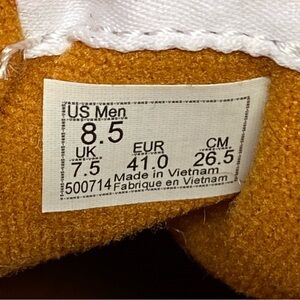 US Men
8.5
UK EUR CM
7.5 41.0 26.5
Made in Vietnam
500714 Fabrique en Vietnam